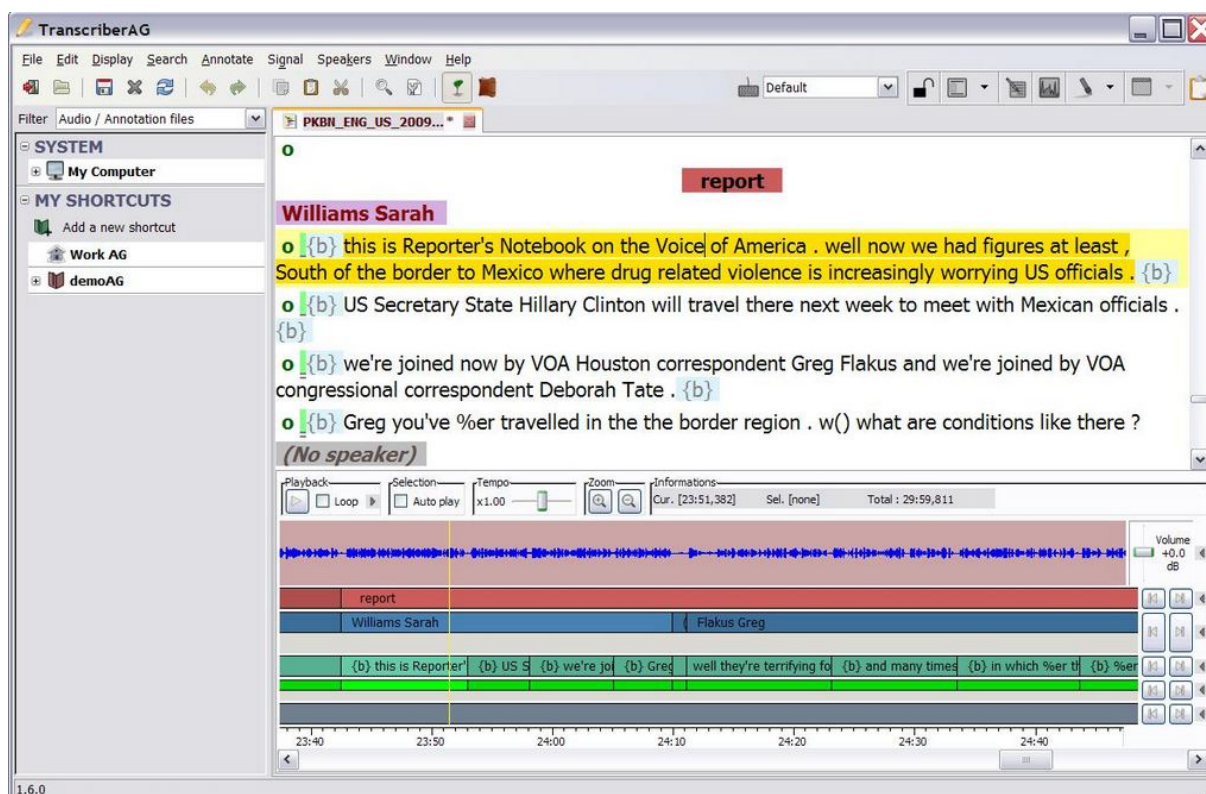 TranscriberAG
File Edit Display Search Annotate Signal Speakers Window Help
Default
Filter Audio / Annotation files
PKBN_ENG_US_2009...*
SYSTEM
My Computer
MY SHORTCUTS
Add a new shortcut
Work AG
demoAG
o
report
Williams Sarah
o {b} this is Reporter's Notebook on the Voice of America . well now we had figures at least ,
South of the border to Mexico where drug related violence is increasingly worrying US officials . {b}
o {b} US Secretary State Hillary Clinton will travel there next week to meet with Mexican officials .
{b}
o {b} we're joined now by VOA Houston correspondent Greg Flakus and we're joined by VOA
congressional correspondent Deborah Tate . {b}
o {b} Greg you've %er travelled in the the border region . w() what are conditions like there ?
(No speaker)
Playback Selection Tempo Zoom Informations
Loop Auto play x1.00 Cur. [23:51,382] Sel. [none] Total : 29:59,811
Volume
+0.0
dB
report
Williams Sarah ( Flakus Greg
{b} this is Reporter' {b} US S {b} we're joi {b} Greg well they're terrifying fo {b} and many times {b} in which %er th {b} %er
23:40 23:50 24:00 24:10 24:20 24:30 24:40
1.6.0